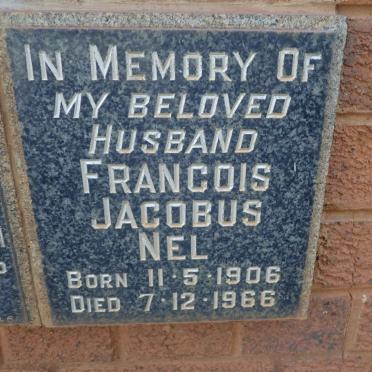 IN MEMORY OF
MY BELOVED
HUSBAND
FRANCOIS
JACOBUS
NEL
BORN 11·5·1906
DIED 7·12·1966